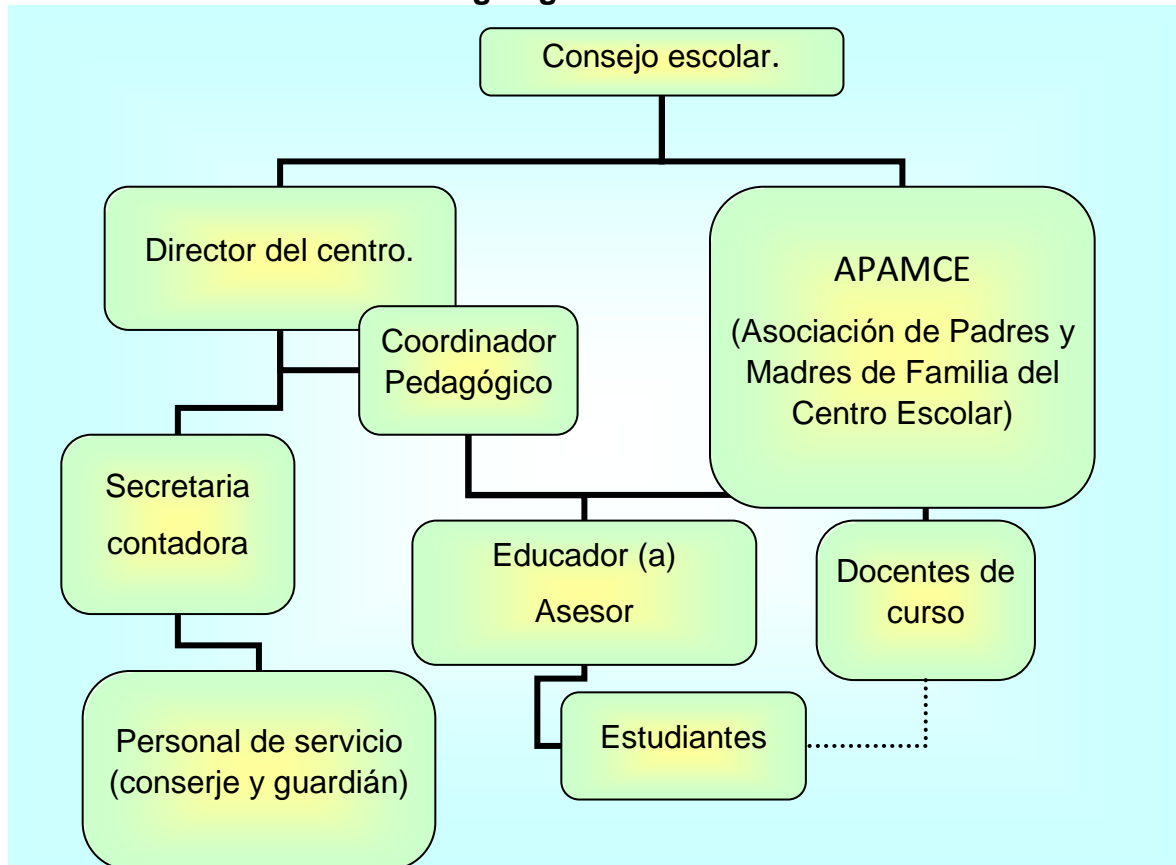 Consejo escolar.
Director del centro.
APAMCE
(Asociación de Padres y
Madres de Familia del
Centro Escolar)
Coordinador
Pedagógico
Secretaria
contadora
Educador (a)
Asesor
Docentes de
curso
Personal de servicio
(conserje y guardián)
Estudiantes